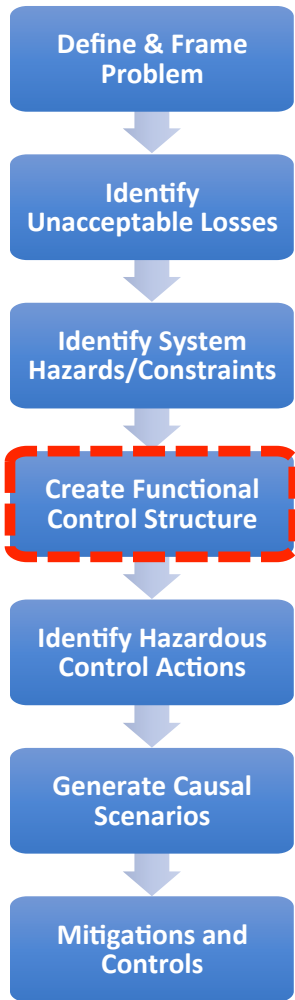 Define & Frame
Problem
Identify
Unacceptable Losses
Identify System
Hazards/Constraints
Create Functional
Control Structure
Identify Hazardous
Control Actions
Generate Causal
Scenarios
Mitigations and
Controls